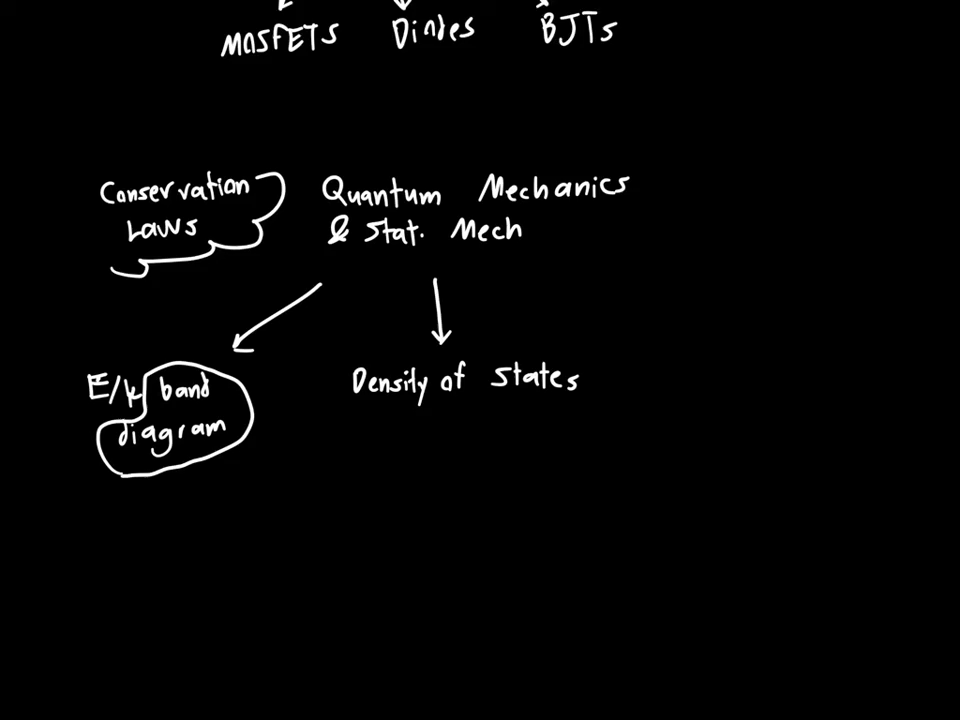 MOSFETS Diodes BJTs
Conservation Quantum Mechanics
Laws & Stat. Mech
E/k band Density of States
diagram